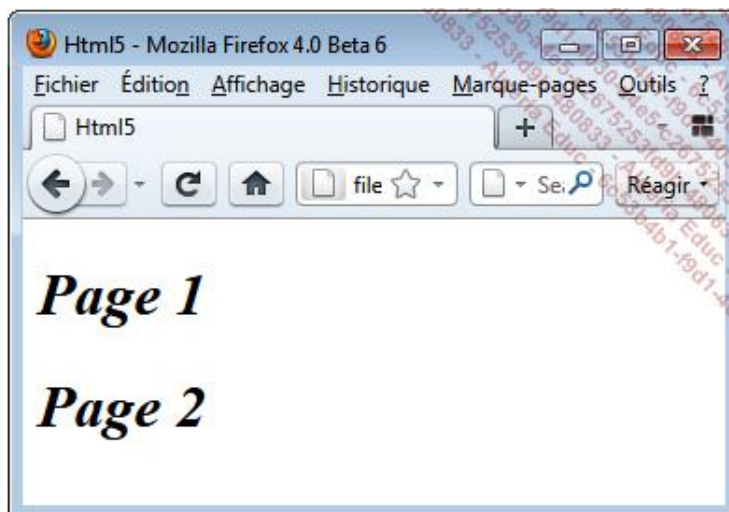 Html5 - Mozilla Firefox 4.0 Beta 6
Fichier Édition Affichage Historique Marque-pages Outils ?
Html5
file Réagir
Page 1
Page 2